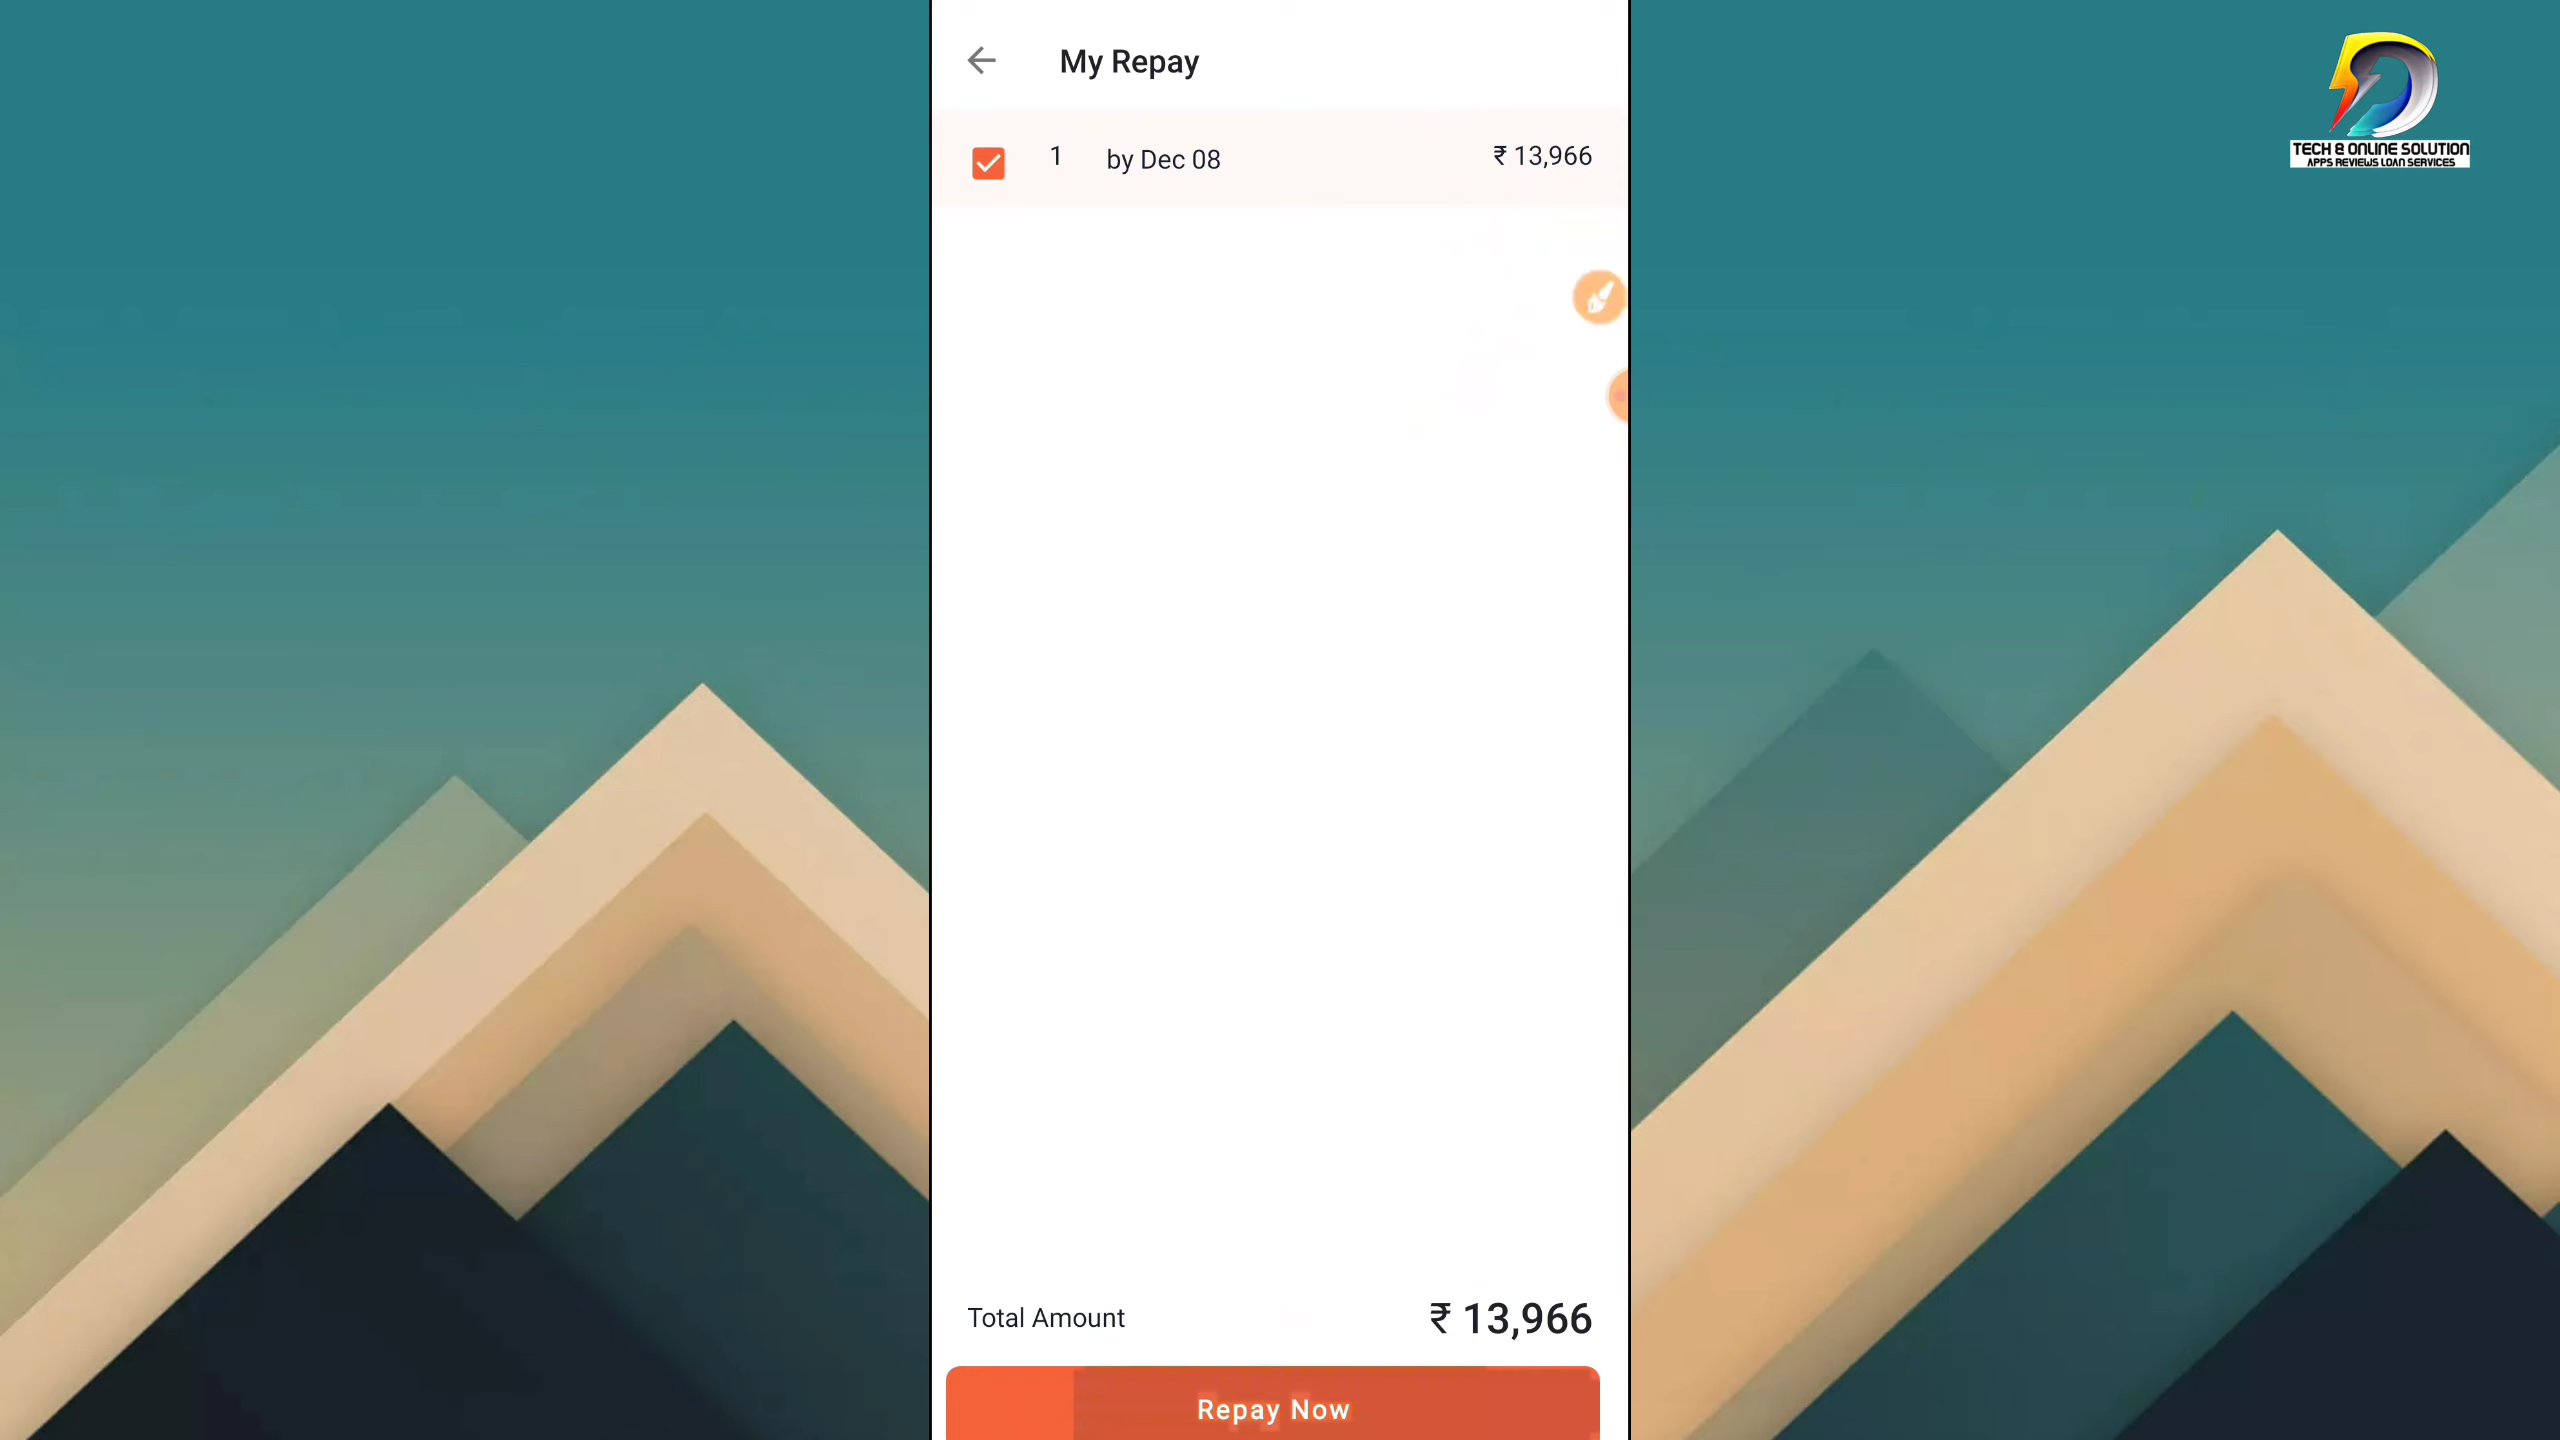 My Repay
1 by Dec 08 ₹ 13,966
Total Amount ₹ 13,966
Repay Now
TECH & ONLINE SOLUTION
APPS REVIEWS LOAN SERVICES